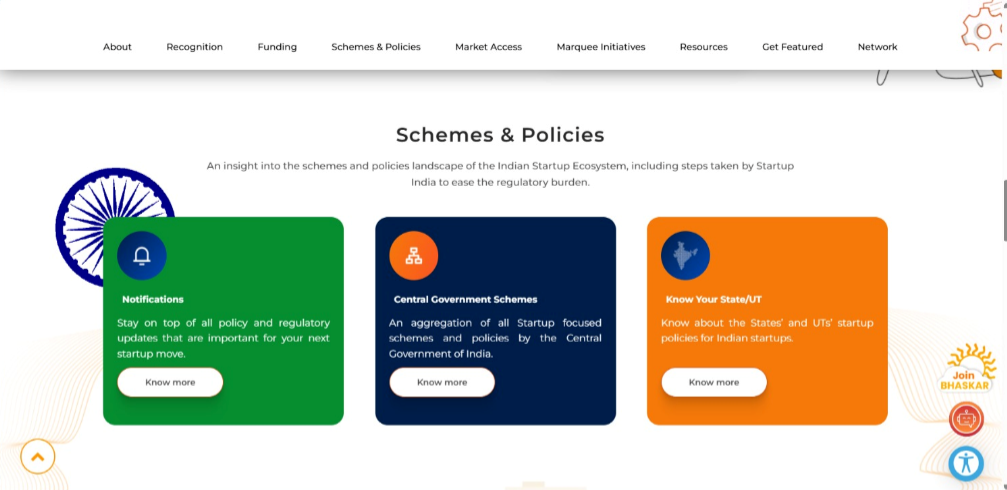 About Recognition Funding Schemes & Policies Market Access Marquee Initiatives Resources Get Featured Network
Schemes & Policies
An insight into the schemes and policies landscape of the Indian Startup Ecosystem, including steps taken by Startup
India to ease the regulatory burden.
Notifications
Stay on top of all policy and regulatory
updates that are important for your next
startup move.
Know more
Central Government Schemes
An aggregation of all Startup focused
schemes and policies by the Central
Government of India.
Know more
Know Your State/UT
Know about the States' and UTs' startup
policies for Indian startups.
Know more
Join
BHASKAR